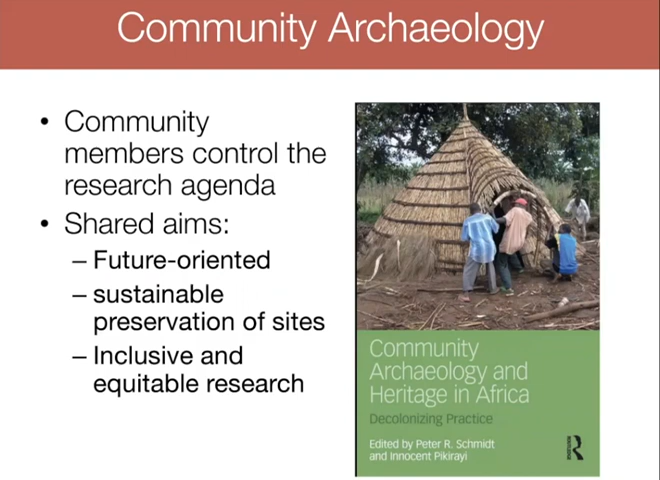 Community Archaeology
• Community
members control the
research agenda
• Shared aims:
– Future-oriented
– sustainable
preservation of sites
– Inclusive and
equitable research
Community
Archaeology and
Heritage in Africa
Decolonizing Practice
Edited by Peter R. Schmidt
and Innocent Pikirayi
ROUTLEDGE